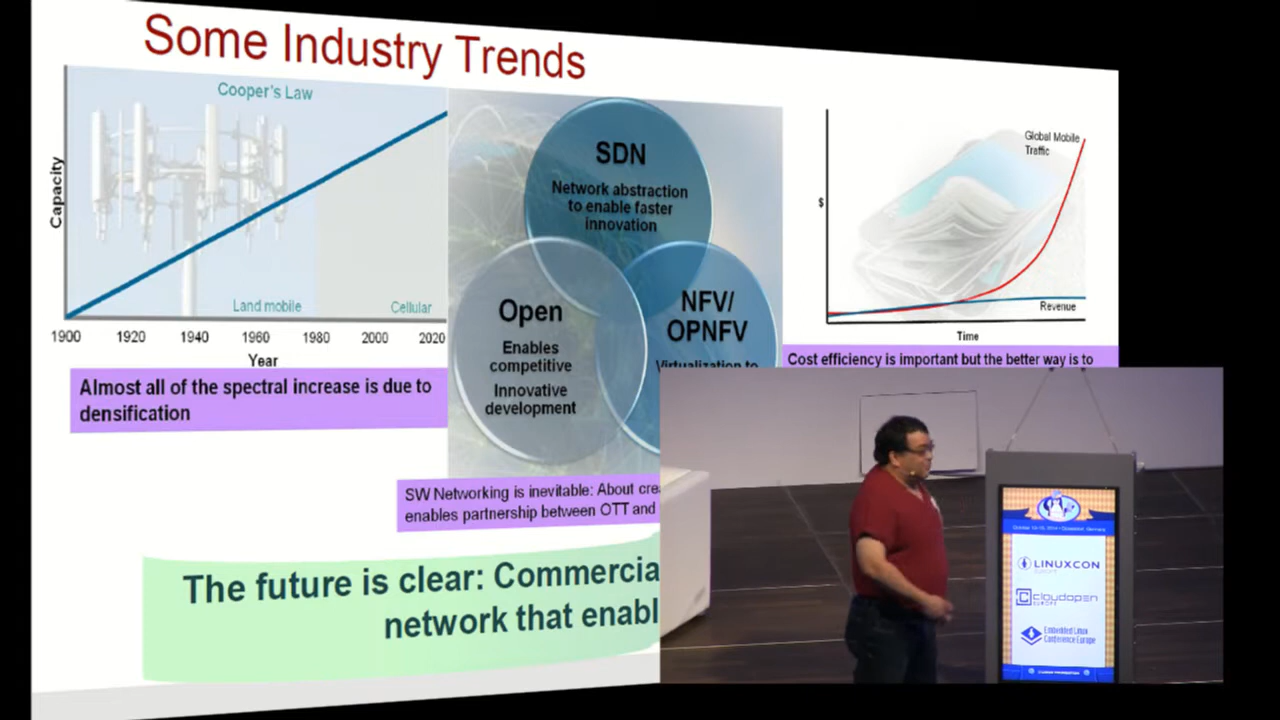 Some Industry Trends
Cooper's Law
Capacity
Land mobile
Cellular
1900 1920 1940 1960 1980 2000 2020
Year
Almost all of the spectral increase is due to
densification
SDN
Network abstraction
to enable faster
innovation
Open
Enables
competitive
Innovative
development
NFV/
OPNFV
Virtualization to
SW Networking is inevitable: About cre
enables partnership between OTT and
Global Mobile
Traffic
$
Revenue
Time
Cost efficiency is important but the better way is to
The future is clear: Commercia
network that enabl
LINUXCON
EUROPE
cloudopen
EUROPE
Embedded Linux
Conference Europe